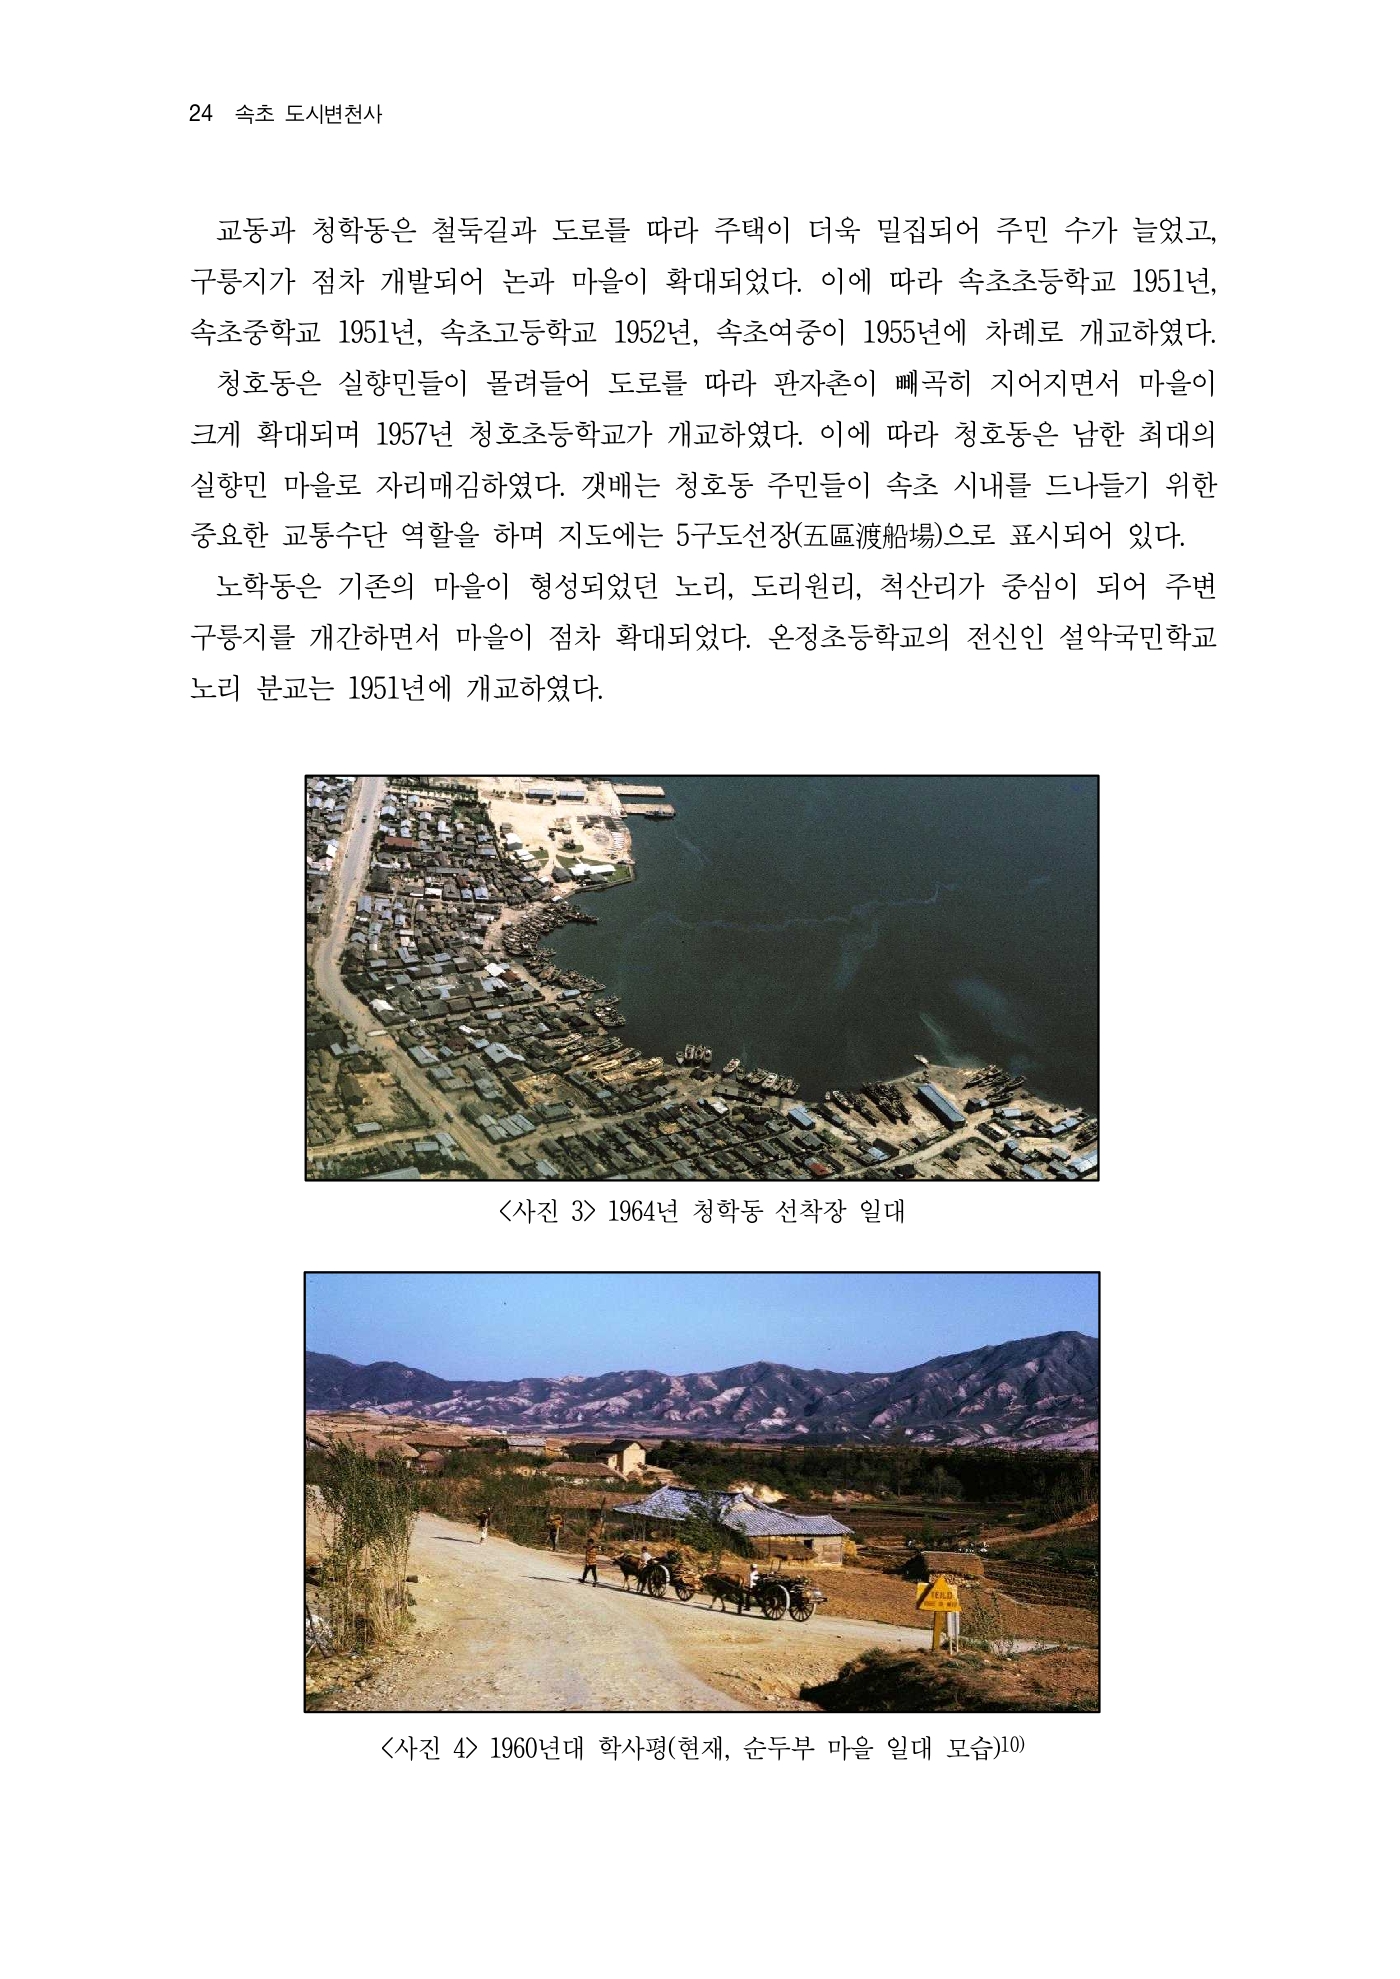 24 속초 도시변천사
교동과 청학동은 철둑길과 도로를 따라 주택이 더욱 밀집되어 주민 수가 늘었고,
구릉지가 점차 개발되어 논과 마을이 확대되었다. 이에 따라 속초초등학교 1951년,
속초중학교 1951년, 속초고등학교 1952년, 속초여중이 1955년에 차례로 개교하였다.
청호동은 실향민들이 몰려들어 도로를 따라 판자촌이 빼곡히 지어지면서 마을이
크게 확대되며 1957년 청호초등학교가 개교하였다. 이에 따라 청호동은 남한 최대의
실향민 마을로 자리매김하였다. 갯배는 청호동 주민들이 속초 시내를 드나들기 위한
중요한 교통수단 역할을 하며 지도에는 5구도선장(五區渡船場)으로 표시되어 있다.
노학동은 기존의 마을이 형성되었던 노리, 도리원리, 척산리가 중심이 되어 주변
구릉지를 개간하면서 마을이 점차 확대되었다. 온정초등학교의 전신인 설악국민학교
노리 분교는 1951년에 개교하였다.
<사진 3> 1964년 청학동 선착장 일대
YIELD
<사진 4> 1960년대 학사평(현재, 순두부 마을 일대 모습)10)